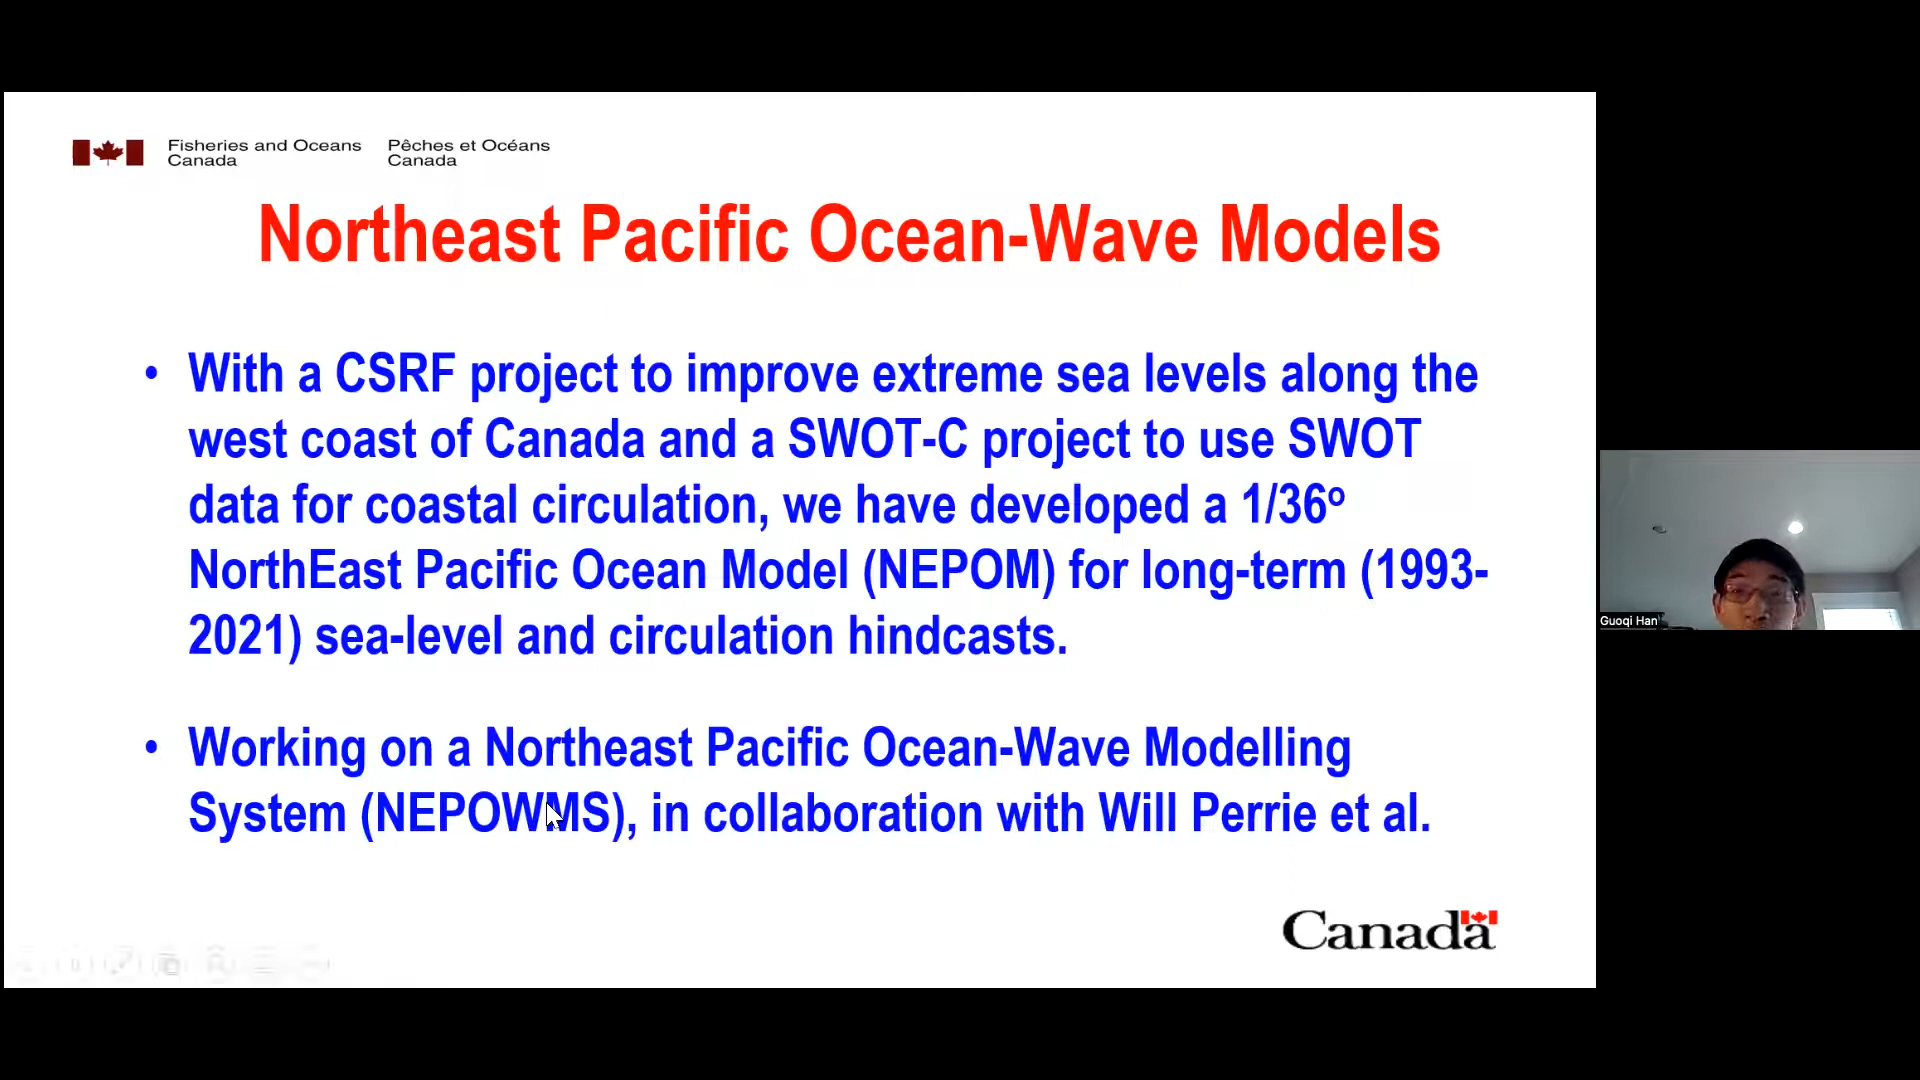 Fisheries and Oceans Canada
Pêches et Océans Canada
Northeast Pacific Ocean-Wave Models
• With a CSRF project to improve extreme sea levels along the
west coast of Canada and a SWOT-C project to use SWOT
data for coastal circulation, we have developed a 1/36º
NorthEast Pacific Ocean Model (NEPOM) for long-term (1993-
2021) sea-level and circulation hindcasts.
• Working on a Northeast Pacific Ocean-Wave Modelling
System (NEPOWMS), in collaboration with Will Perrie et al.
Canada
Guoqi Han